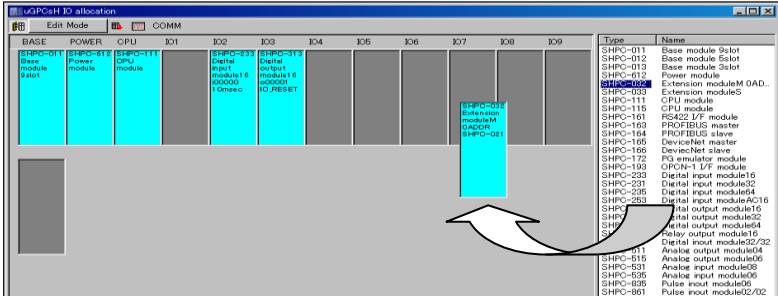 uGPCsH IO allocation
Edit Mode COMM
BASE POWER CPU IO1 IO2 IO3 IO4 IO5 IO6 IO7 IO8 IO9
SHPC-011
Base
module
9slot
SHPC-612
Power
module
SHPC-111
CPU
module
SHPC-233
Digital
input
module16
i00000
10msec
SHPC-313
Digital
output
module16
o00001
IO_RESET
SHPC-032
Extension
moduleM
0ADDR
SHPC-021
Type Name
SHPC-011 Base module 9slot
SHPC-012 Base module 5slot
SHPC-013 Base module 3slot
SHPC-612 Power module
SHPC-032 Extension moduleM 0AD...
SHPC-033 Extension moduleS
SHPC-111 CPU module
SHPC-115 CPU module
SHPC-161 RS422 I/F module
SHPC-163 PROFIBUS master
SHPC-164 PROFIBUS slave
SHPC-165 DeviceNet master
SHPC-166 DeviecNet slave
SHPC-172 PG emulator module
SHPC-193 OPCN-1 I/F module
SHPC-233 Digital input module16
SHPC-231 Digital input module32
SHPC-235 Digital input module64
SHPC-253 Digital input moduleAC16
SHPC- Digital output module16
SHPC output module32
SHP output module64
SHP Relay output module16
Digital inout module32/32
Analog output module04
SHPC-515 Analog output module06
SHPC-531 Analog input module08
SHPC-535 Analog input module06
SHPC-835 Pulse inout module06
SHPC-861 Pulse inout module02/02